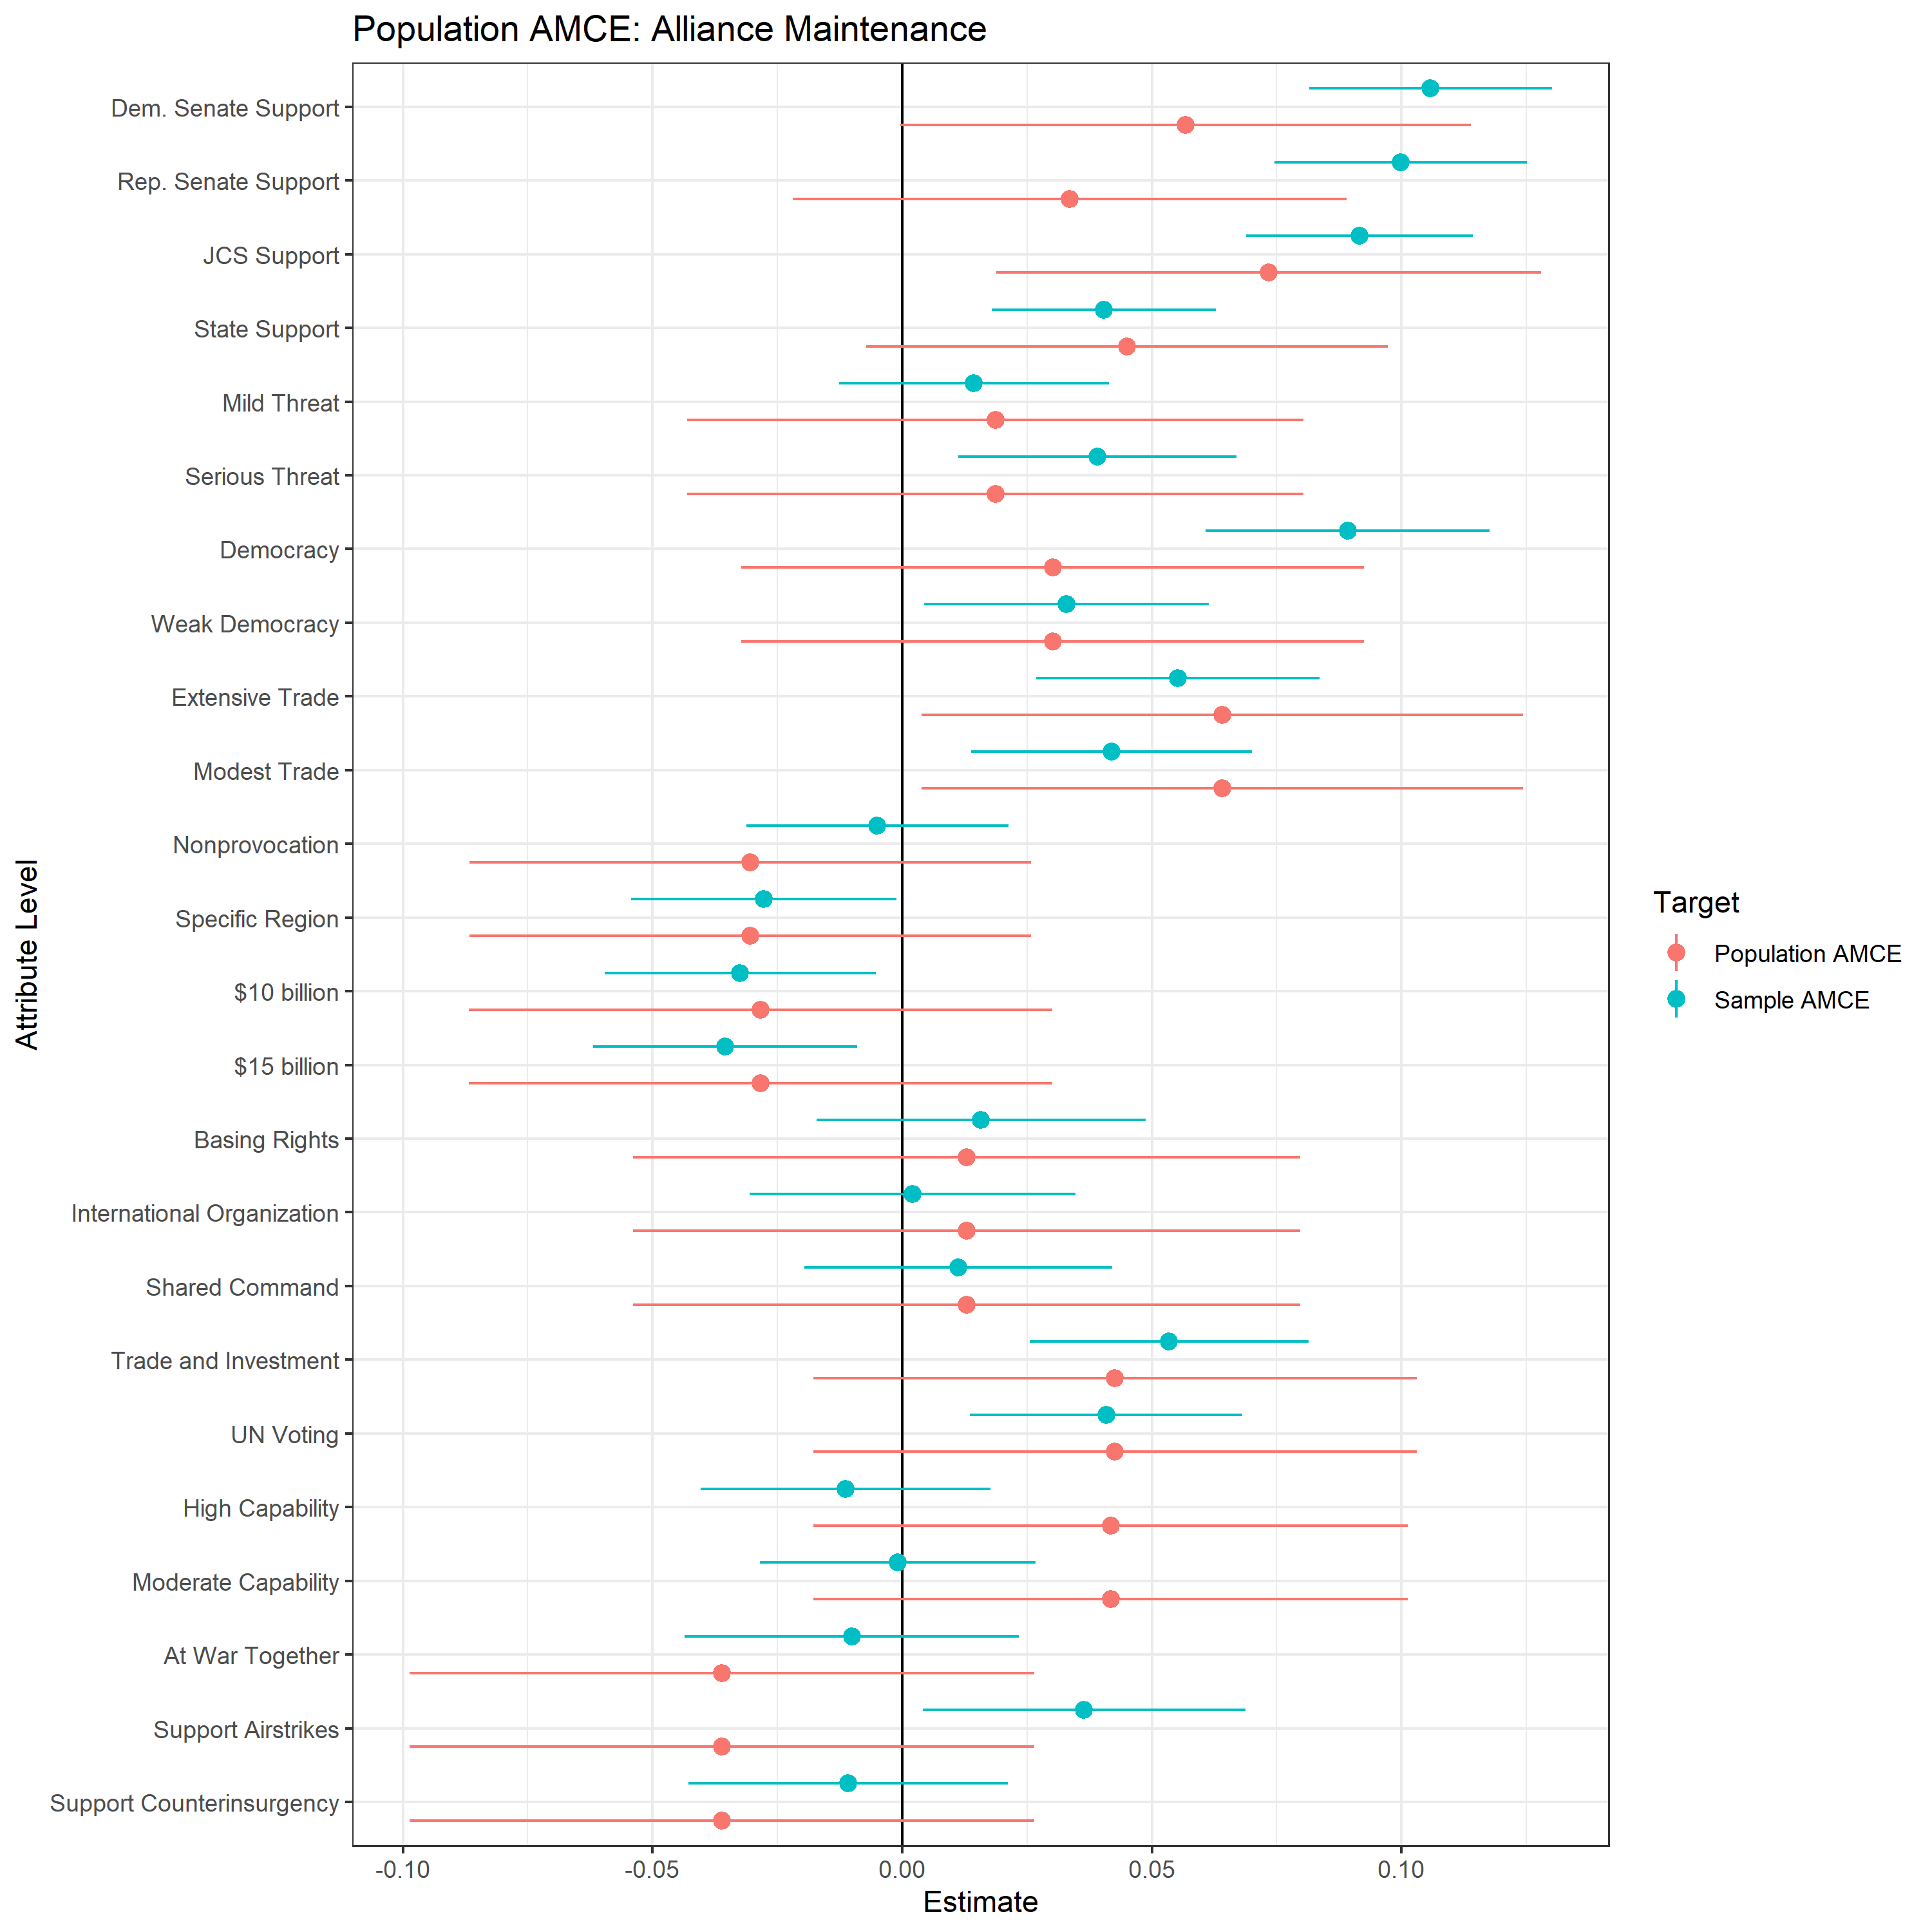 Population AMCE: Alliance Maintenance
Dem. Senate Support
Rep. Senate Support
JCS Support
State Support
Mild Threat
Serious Threat
Democracy
Weak Democracy
Extensive Trade
Modest Trade
Nonprovocation
Specific Region
$10 billion
$15 billion
Basing Rights
International Organization
Shared Command
Trade and Investment
UN Voting
High Capability
Moderate Capability
At War Together
Support Airstrikes
Support Counterinsurgency
Attribute Level
-0.10 -0.05 0.00 0.05 0.10
Estimate
Target
Population AMCE
Sample AMCE